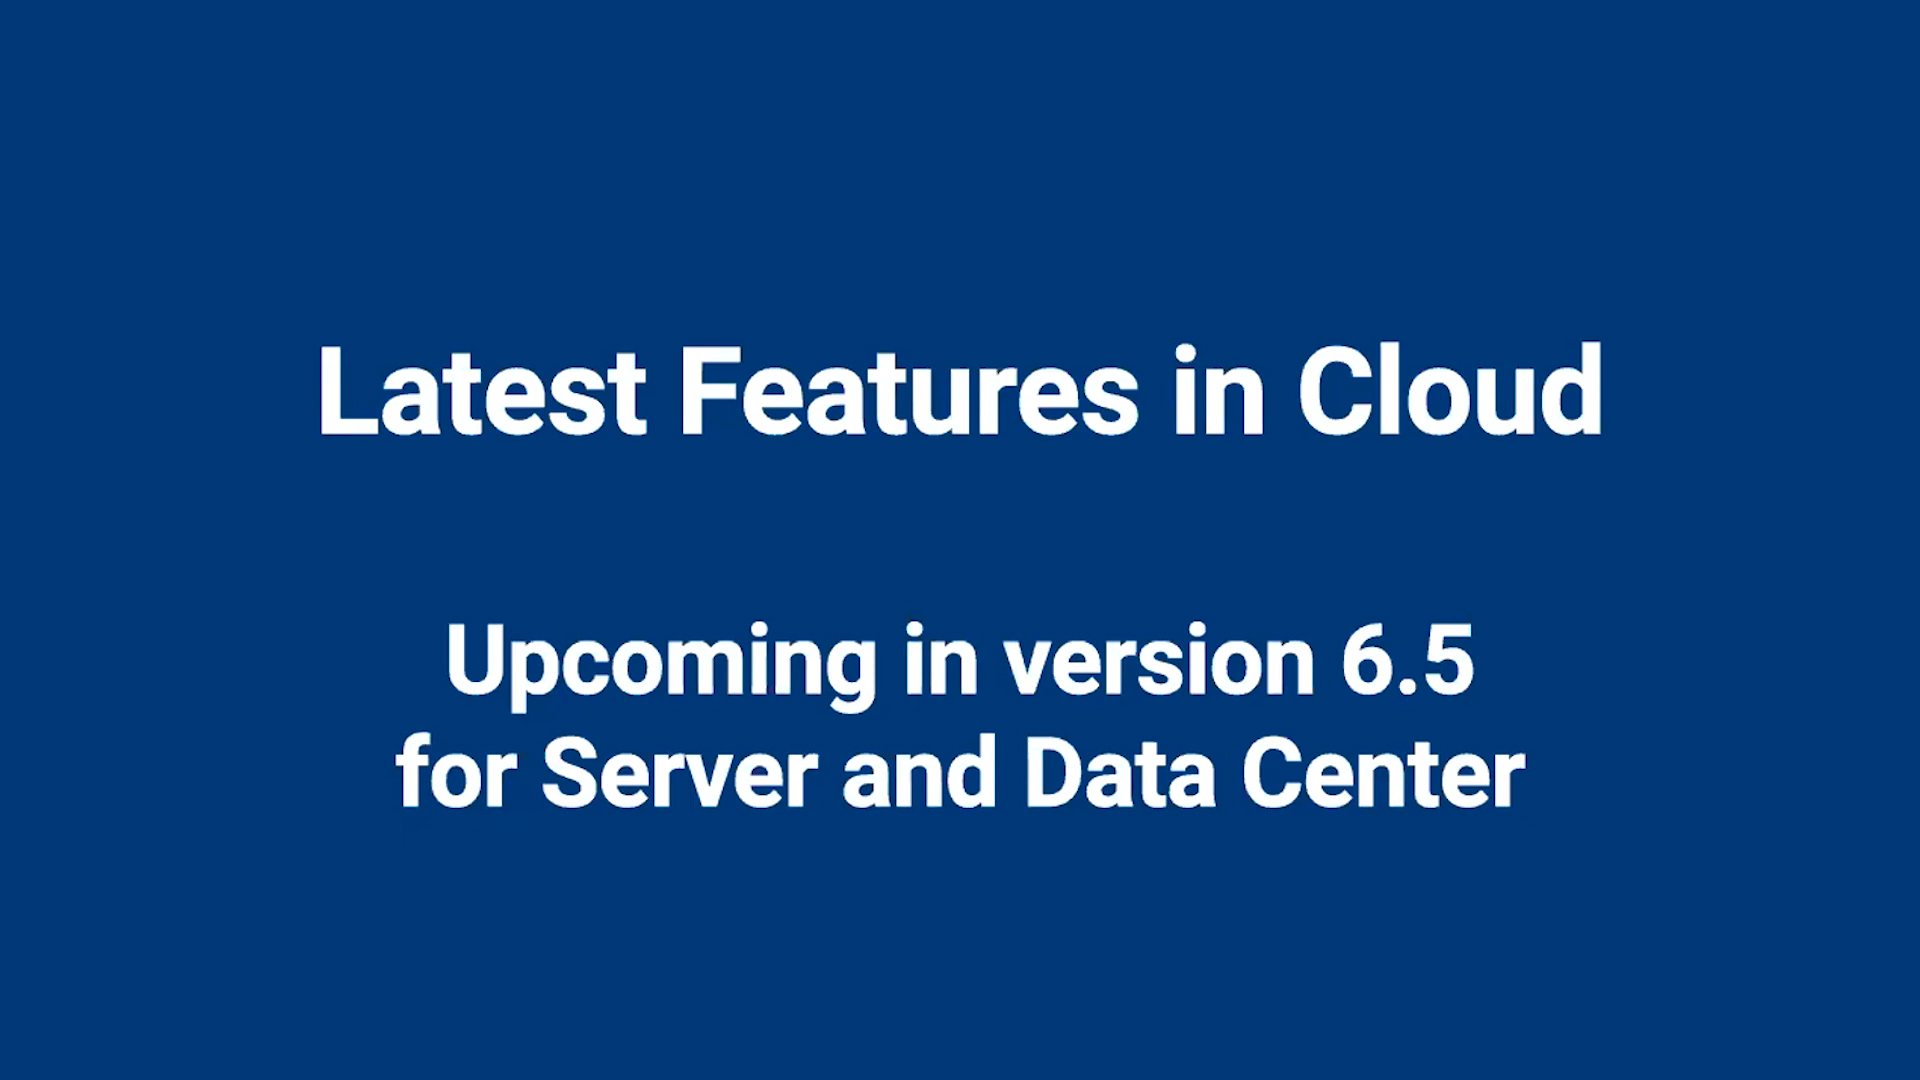 Latest Features in Cloud
Upcoming in version 6.5
for Server and Data Center